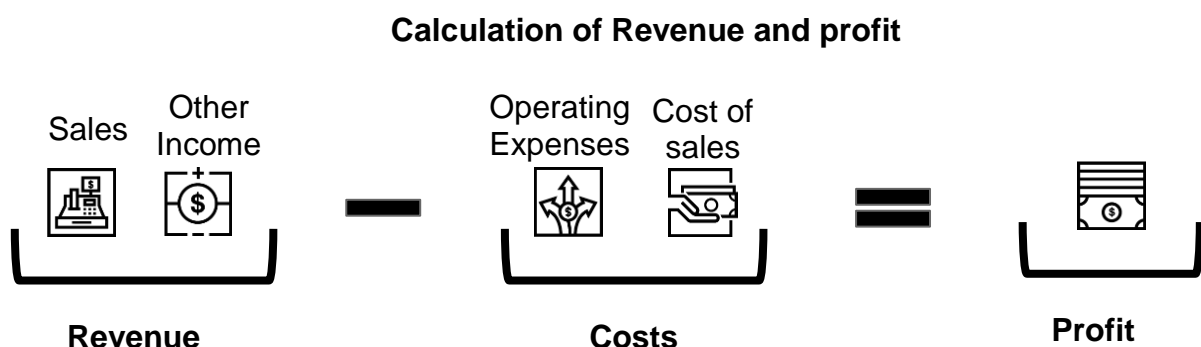 Calculation of Revenue and profit
Sales
Other
Income
Operating
Expenses
Cost of
sales
Revenue
Costs
Profit